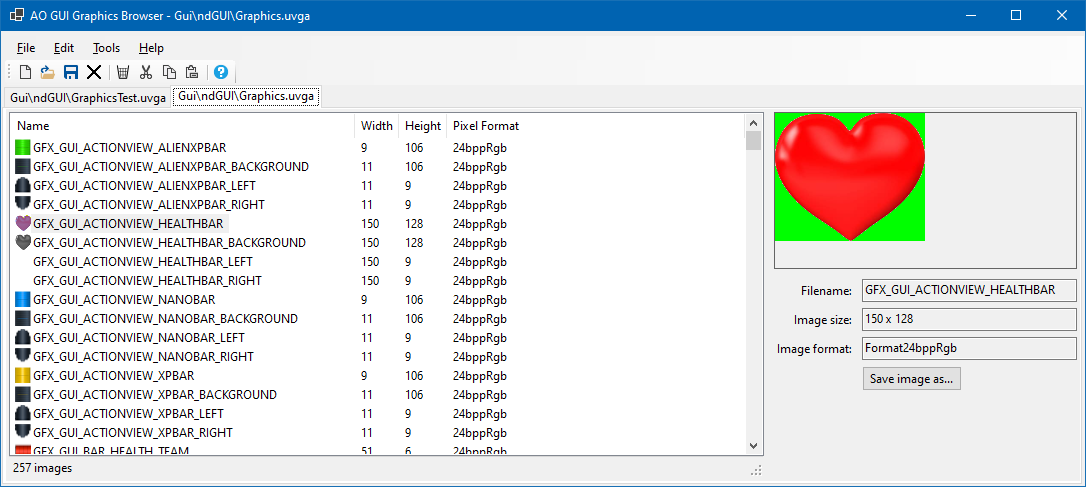 AO GUI Graphics Browser - Gui\ndGUI\Graphics.uvga
File Edit Tools Help
Gui\ndGUI\GraphicsTest.uvga Gui\ndGUI\Graphics.uvga
Name Width Height Pixel Format
GFX_GUI_ACTIONVIEW_ALIENXPBAR 9 106 24bppRgb
GFX_GUI_ACTIONVIEW_ALIENXPBAR_BACKGROUND 11 106 24bppRgb
GFX_GUI_ACTIONVIEW_ALIENXPBAR_LEFT 11 9 24bppRgb
GFX_GUI_ACTIONVIEW_ALIENXPBAR_RIGHT 11 9 24bppRgb
GFX_GUI_ACTIONVIEW_HEALTHBAR 150 128 24bppRgb
GFX_GUI_ACTIONVIEW_HEALTHBAR_BACKGROUND 150 128 24bppRgb
GFX_GUI_ACTIONVIEW_HEALTHBAR_LEFT 150 9 24bppRgb
GFX_GUI_ACTIONVIEW_HEALTHBAR_RIGHT 150 9 24bppRgb
GFX_GUI_ACTIONVIEW_NANOBAR 9 106 24bppRgb
GFX_GUI_ACTIONVIEW_NANOBAR_BACKGROUND 11 106 24bppRgb
GFX_GUI_ACTIONVIEW_NANOBAR_LEFT 11 9 24bppRgb
GFX_GUI_ACTIONVIEW_NANOBAR_RIGHT 11 9 24bppRgb
GFX_GUI_ACTIONVIEW_XPBAR 9 106 24bppRgb
GFX_GUI_ACTIONVIEW_XPBAR_BACKGROUND 11 106 24bppRgb
GFX_GUI_ACTIONVIEW_XPBAR_LEFT 11 9 24bppRgb
GFX_GUI_ACTIONVIEW_XPBAR_RIGHT 11 9 24bppRgb
GFX_GUI_BAR_HEALTH_TEAM 51 6 24bppRgb
257 images
Filename: GFX_GUI_ACTIONVIEW_HEALTHBAR
Image size: 150 x 128
Image format: Format24bppRgb
Save image as...